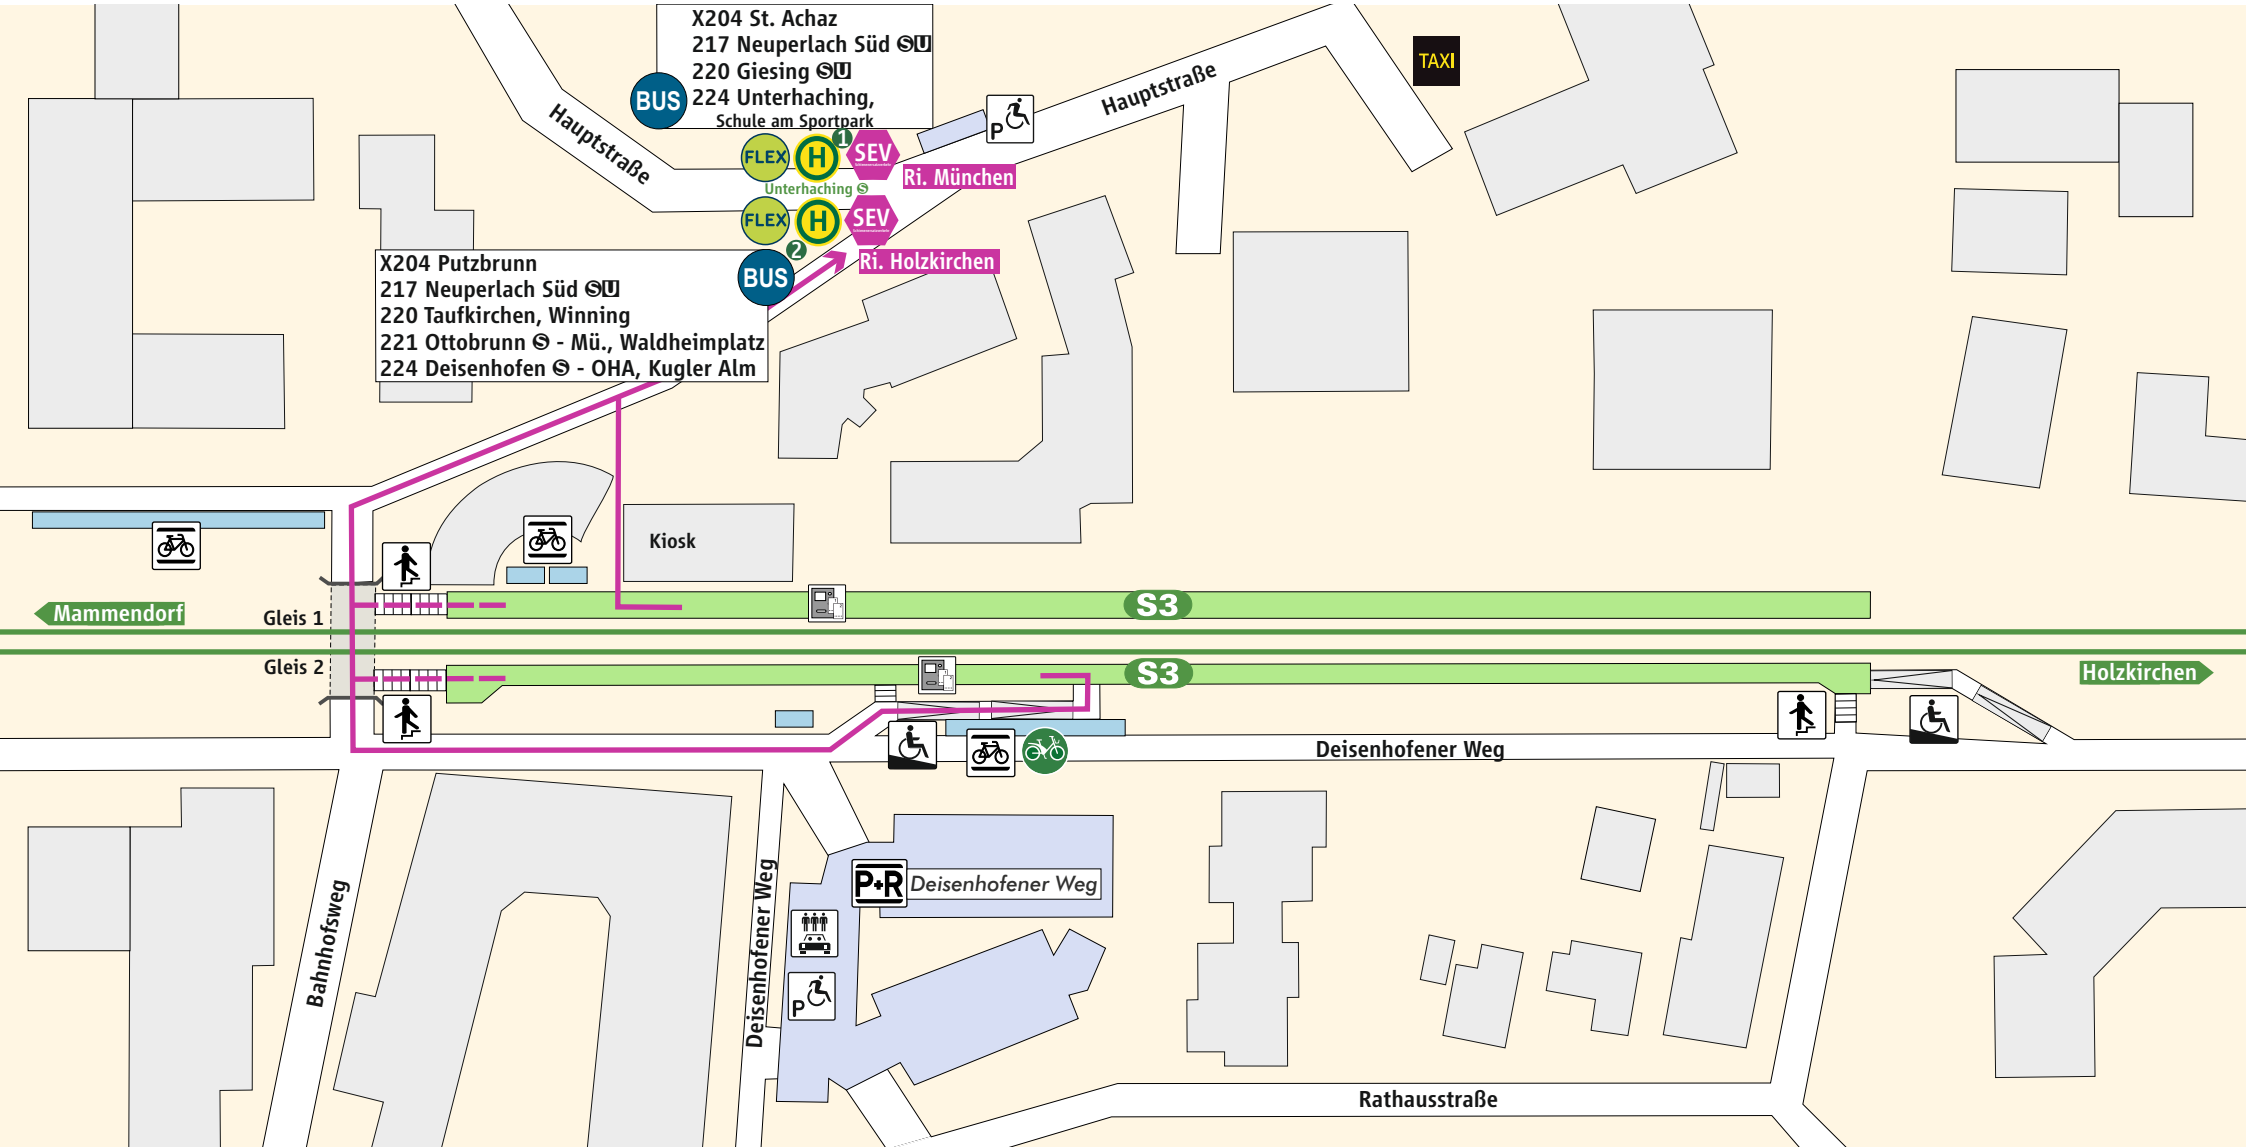 X204 St. Achaz
217 Neuperlach Süd S U
220 Giesing S U
224 Unterhaching,
Schule am Sportpark
BUS
TAXI
Hauptstraße
Hauptstraße
P
FLEX H 1 SEV
Ri. München
Unterhaching S
FLEX H SEV
2
Ri. Holzkirchen
BUS
X204 Putzbrunn
217 Neuperlach Süd S U
220 Taufkirchen, Winning
221 Ottobrunn S - Mü., Waldheimplatz
224 Deisenhofen S - OHA, Kugler Alm
Kiosk
Mammendorf
Gleis 1
S3
Gleis 2
S3
Holzkirchen
Deisenhofener Weg
P+R Deisenhofener Weg
Bahnhofsweg
Deisenhofener Weg
P
Rathausstraße